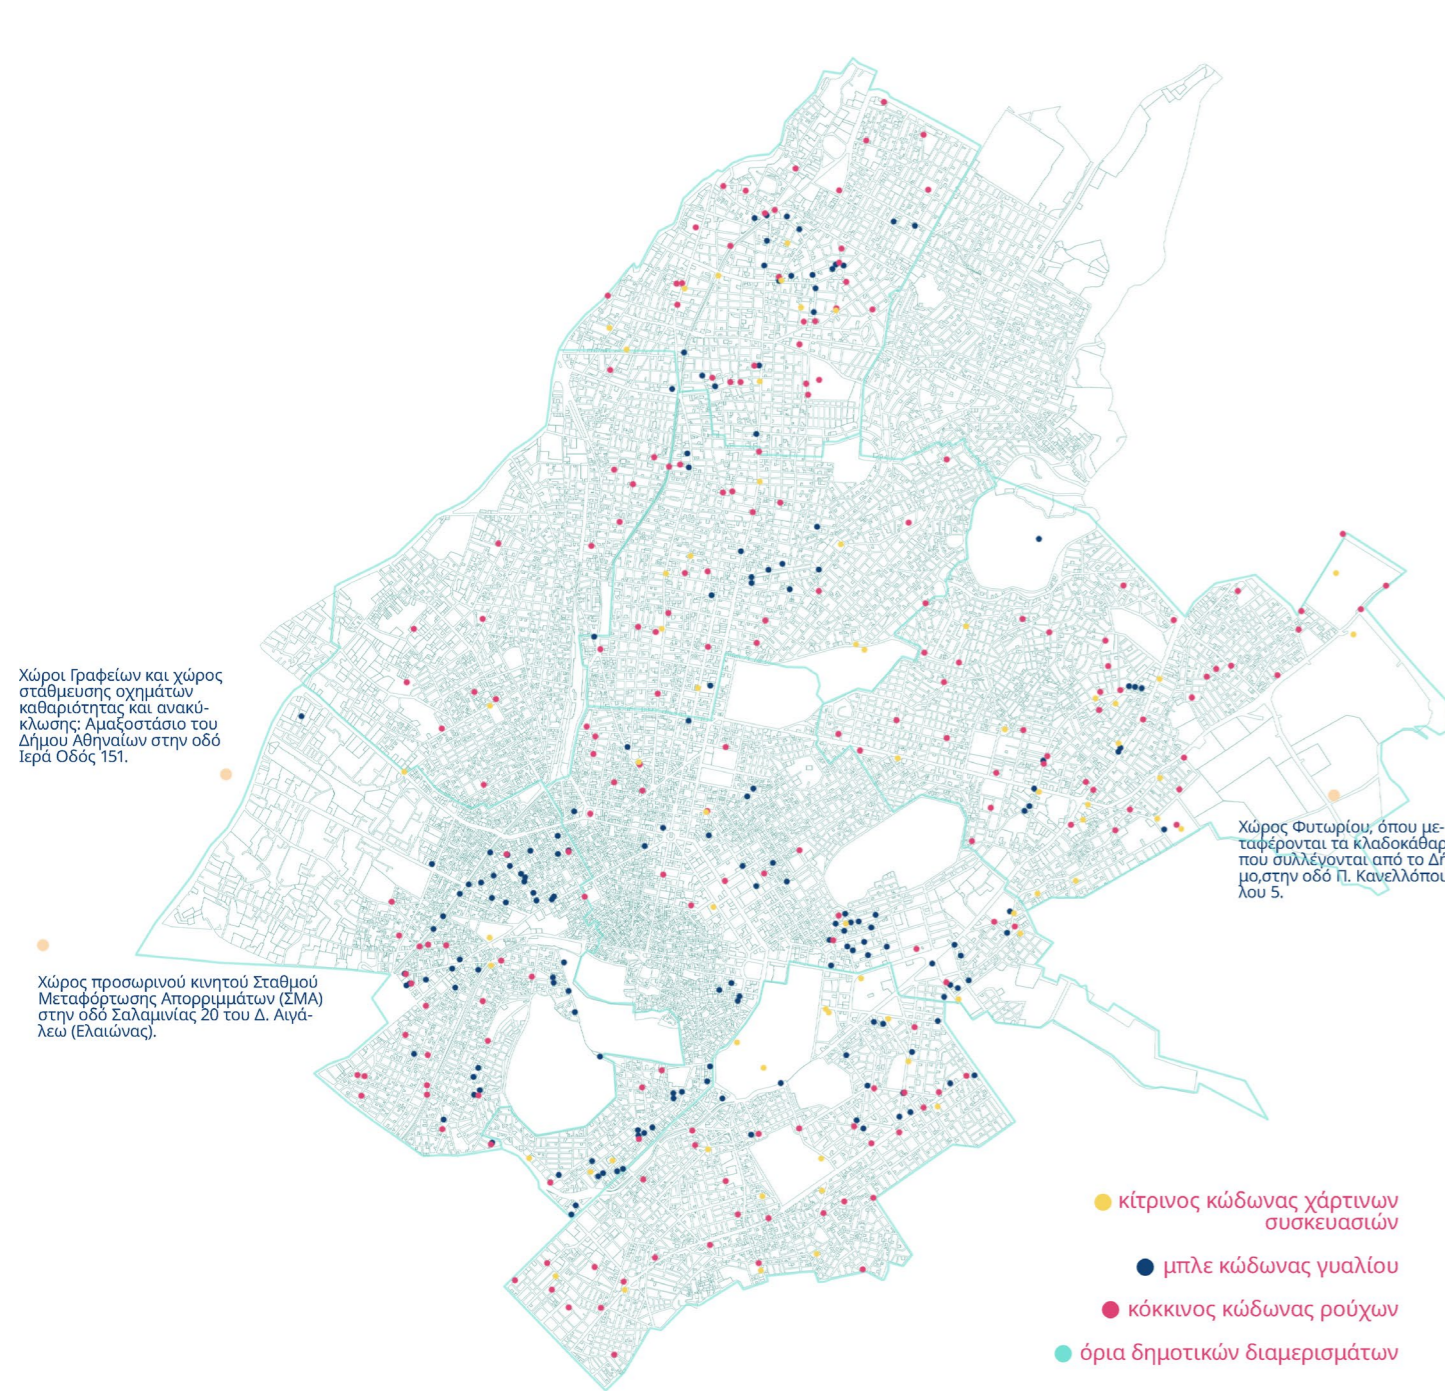 Χώροι Γραφείων και χώρος
στάθμευσης οχημάτων
καθαριότητας και ανακύ-
κλωσης: Αμαξοστάσιο του
Δήμου Αθηναίων στην οδό
Ιερά Οδός 151.
Χώρος Φυτωρίου, όπου με-
ταφέρονται τα κλαδοκάθαρ
που συλλέγονται από το Δή
μο,στην οδό Π. Κανελλόπου
λου 5.
Χώρος προσωρινού κινητού Σταθμού
Μεταφόρτωσης Απορριμμάτων (ΣΜΑ)
στην οδό Σαλαμινίας 20 του Δ. Αιγά-
λεω (Ελαιώνας).
κίτρινος κώδωνας χάρτινων
συσκευασιών
μπλε κώδωνας γυαλίου
κόκκινος κώδωνας ρούχων
όρια δημοτικών διαμερισμάτων